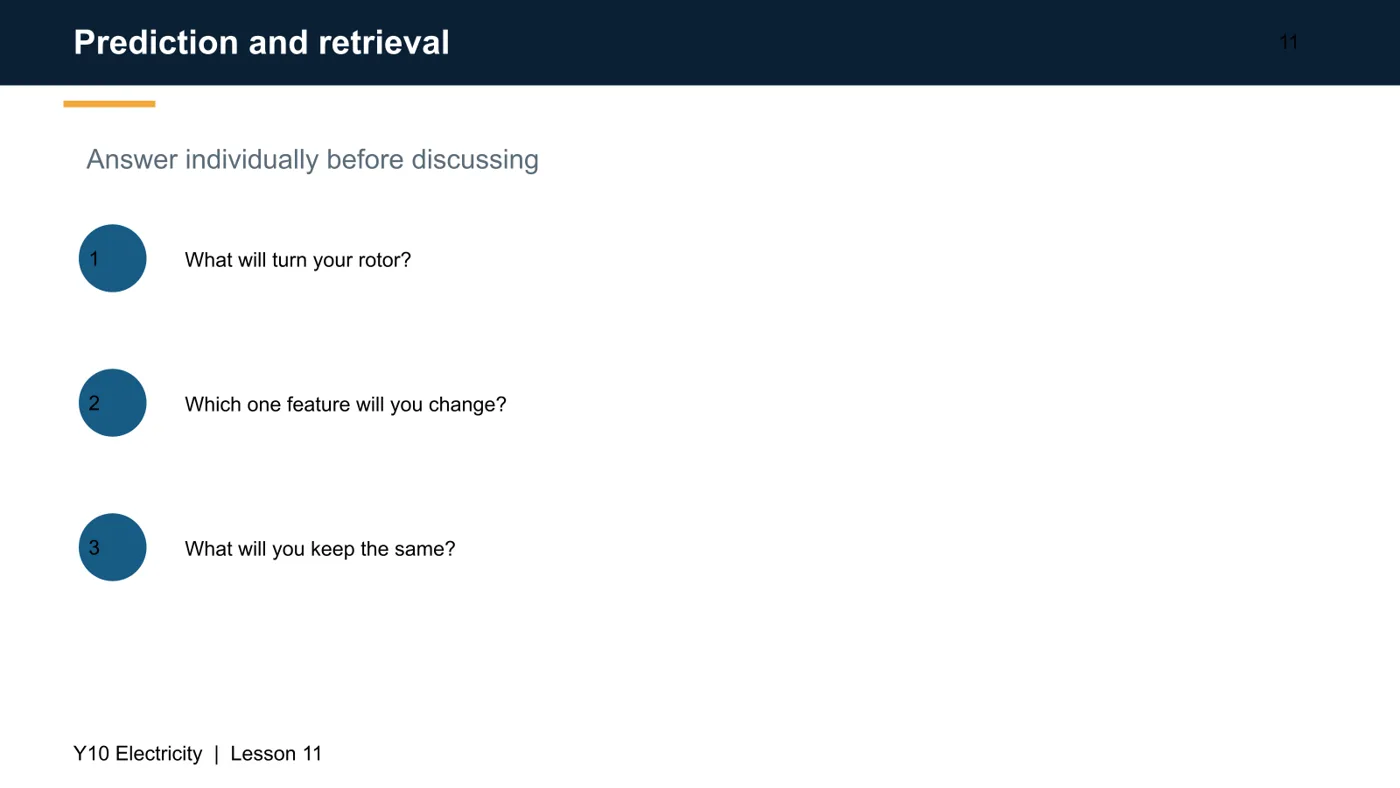 Prediction and retrieval
11
Answer individually before discussing
1
What will turn your rotor?
2
Which one feature will you change?
3
What will you keep the same?
Y10 Electricity | Lesson 11